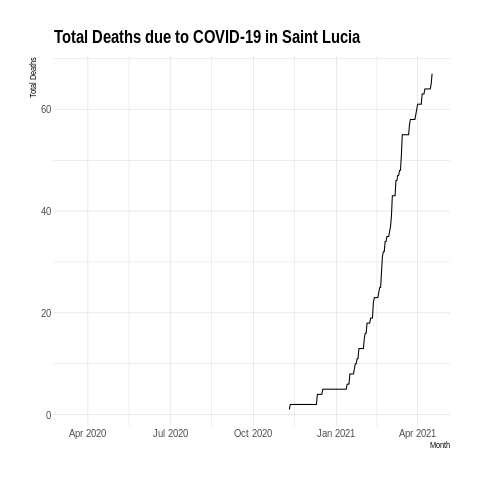 Total Deaths due to COVID-19 in Saint Lucia
Total Deaths
60
40
20
0
Apr 2020 Jul 2020 Oct 2020 Jan 2021 Apr 2021
Month